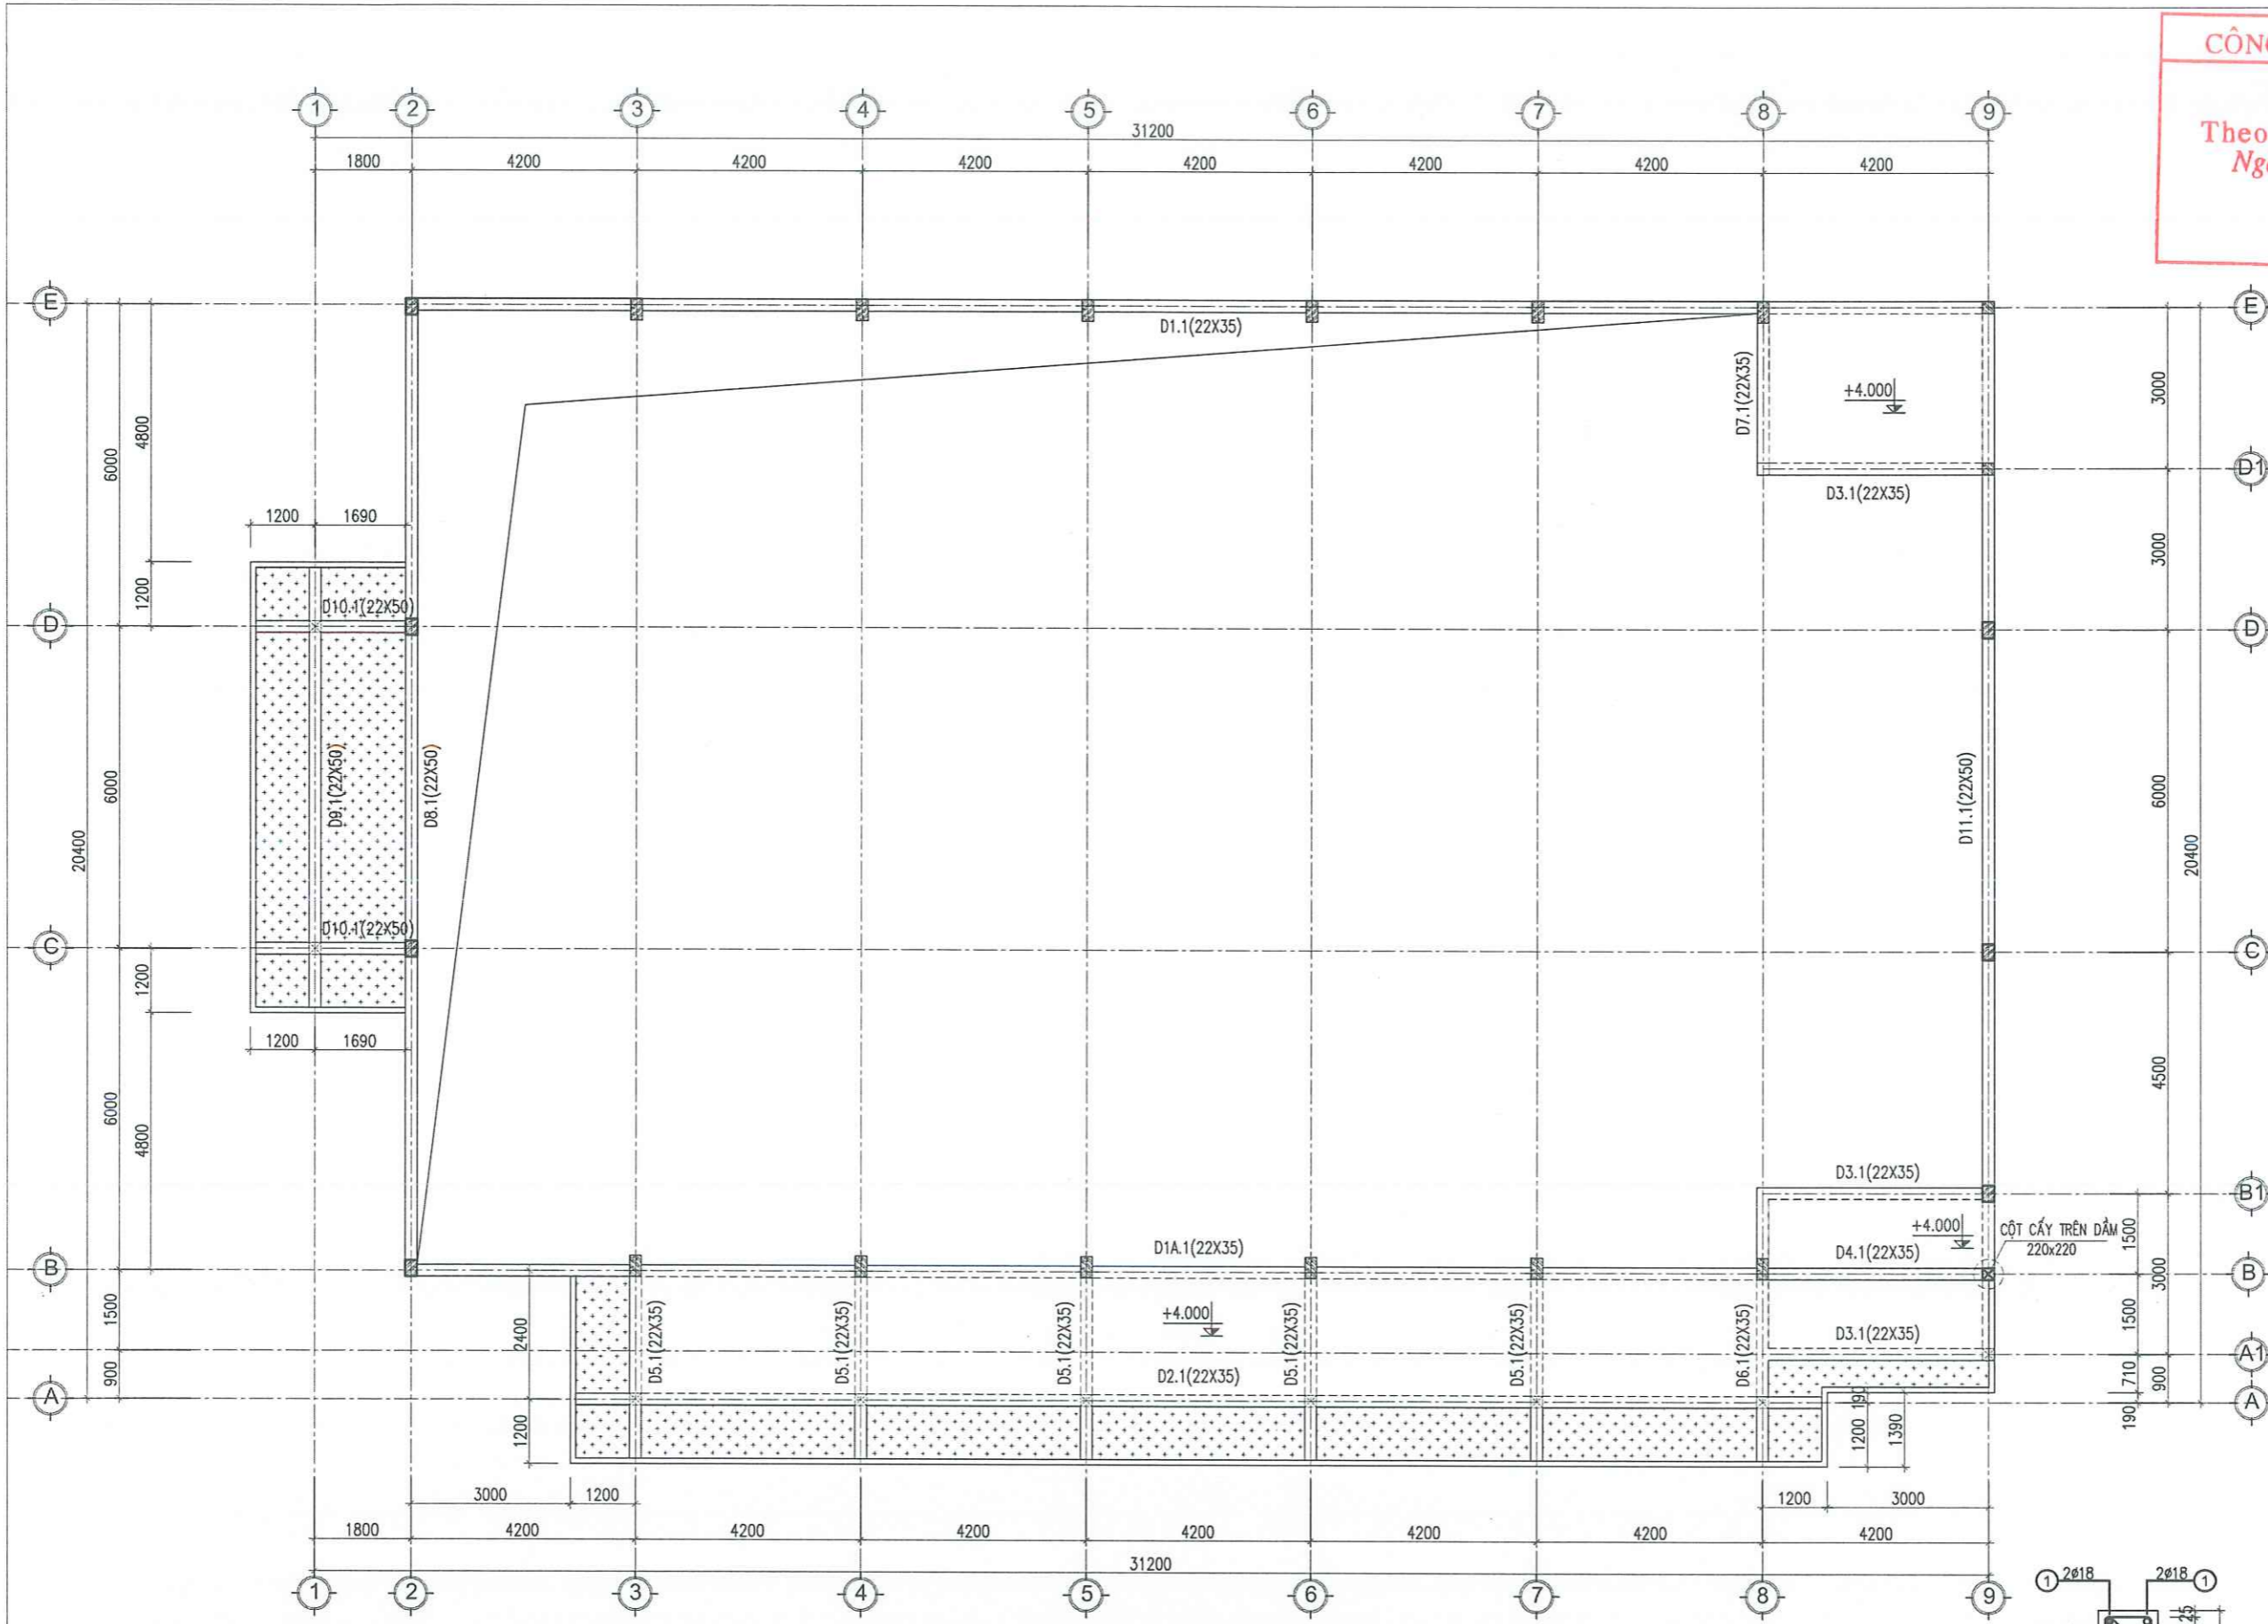 CÔNG
Theo
1 2 3 4 5 6 7 8 9
31200
1800 4200 4200 4200 4200 4200 4200 4200
E E
D1.1(22X35)
D7.1(22X35)
+4.000
3000
4800
6000
D1
D3.1(22X35)
1200 1690
3000
1200
D10.1(22X50)
D D
D9.1(22X50)
D8.1(22X50)
D11.1(22X50)
6000
6000
20400
20400
D10.1(22X50)
C C
1200
1200 1690
4500
6000
4800
D3.1(22X35)
B1
+4.000
CỘT CẤY TRÊN DẦM
220x220
1500
D1A.1(22X35)
D4.1(22X35)
B B
3000
1500
2400
D5.1(22X35)
D5.1(22X35)
D5.1(22X35)
+4.000
D5.1(22X35)
D5.1(22X35)
D6.1(22X35)
1500
D3.1(22X35)
A1
900
D2.1(22X35)
710
900
A A
190
190
1200
1200
1390
3000 1200
1200 3000
1800 4200 4200 4200 4200 4200 4200 4200
31200
1 2 3 4 5 6 7 8 9
1 2ø18 2ø18 1
25